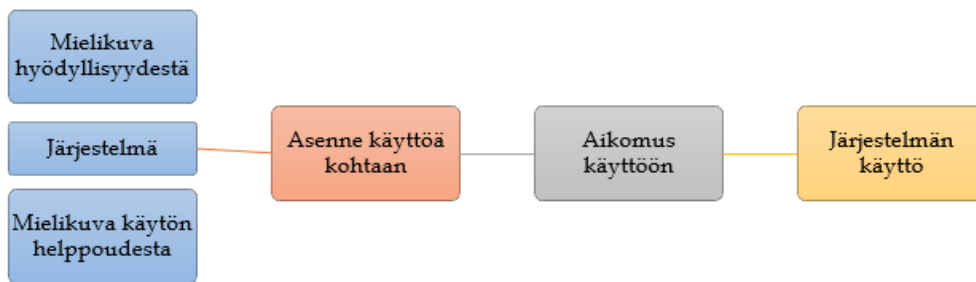 Mielikuva
hyödyllisyydestä
Järjestelmä
Mielikuva käytön
helppoudesta
Asenne käyttöä
kohtaan
Aikomus
käyttöön
Järjestelmän
käyttö